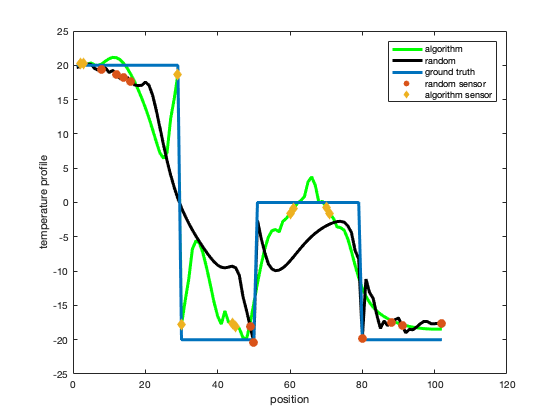 25
20
15
10
5
0
-5
-10
-15
-20
-25
temperature profile
0 20 40 60 80 100 120
position
algorithm
random
ground truth
random sensor
algorithm sensor